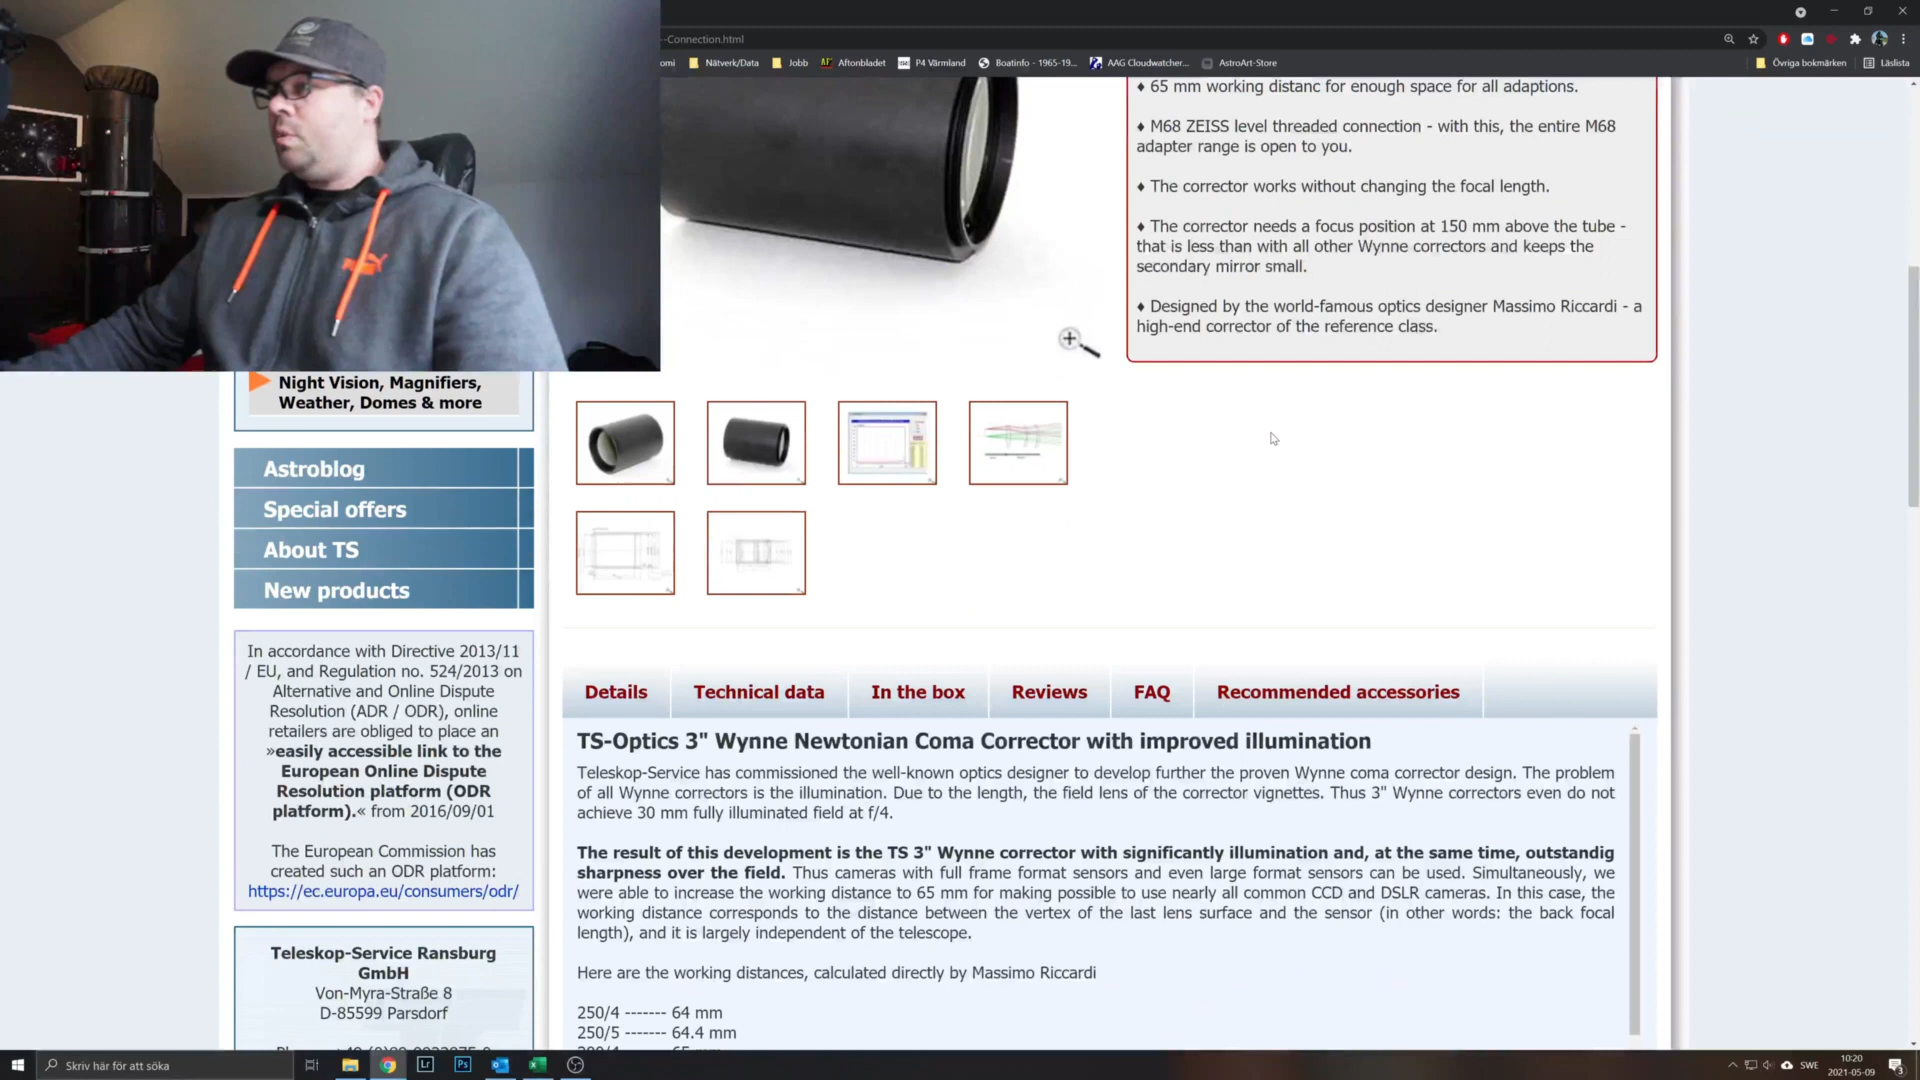 -Connection.html
omi
Nätverk/Data
Jobb
Aftonbladet
P4 Värmland
Boatinfo - 1965-19...
AAG Cloudwatcher...
AstroArt-Store
Övriga bokmärken
Läslista
♦ 65 mm working distanc for enough space for all adaptions.
♦ M68 ZEISS level threaded connection - with this, the entire M68
adapter range is open to you.
♦ The corrector works without changing the focal length.
♦ The corrector needs a focus position at 150 mm above the tube -
that is less than with all other Wynne correctors and keeps the
secondary mirror small.
♦ Designed by the world-famous optics designer Massimo Riccardi - a
high-end corrector of the reference class.
Night Vision, Magnifiers,
Weather, Domes & more
Astroblog
Special offers
About TS
New products
In accordance with Directive 2013/11
/ EU, and Regulation no. 524/2013 on
Alternative and Online Dispute
Resolution (ADR / ODR), online
retailers are obliged to place an
»easily accessible link to the
European Online Dispute
Resolution platform (ODR
platform).« from 2016/09/01
The European Commission has
created such an ODR platform:
https://ec.europa.eu/consumers/odr/
Teleskop-Service Ransburg
GmbH
Von-Myra-Straße 8
D-85599 Parsdorf
Details
Technical data
In the box
Reviews
FAQ
Recommended accessories
TS-Optics 3" Wynne Newtonian Coma Corrector with improved illumination
Teleskop-Service has commissioned the well-known optics designer to develop further the proven Wynne coma corrector design. The problem
of all Wynne correctors is the illumination. Due to the length, the field lens of the corrector vignettes. Thus 3" Wynne correctors even do not
achieve 30 mm fully illuminated field at f/4.
The result of this development is the TS 3" Wynne corrector with significantly illumination and, at the same time, outstandig
sharpness over the field. Thus cameras with full frame format sensors and even large format sensors can be used. Simultaneously, we
were able to increase the working distance to 65 mm for making possible to use nearly all common CCD and DSLR cameras. In this case, the
working distance corresponds to the distance between the vertex of the last lens surface and the sensor (in other words: the back focal
length), and it is largely independent of the telescope.
Here are the working distances, calculated directly by Massimo Riccardi
250/4 ------- 64 mm
250/5 ------- 64.4 mm
Skriv här för att söka
Lr
Ps
SWE
10:20
2021-05-09
3